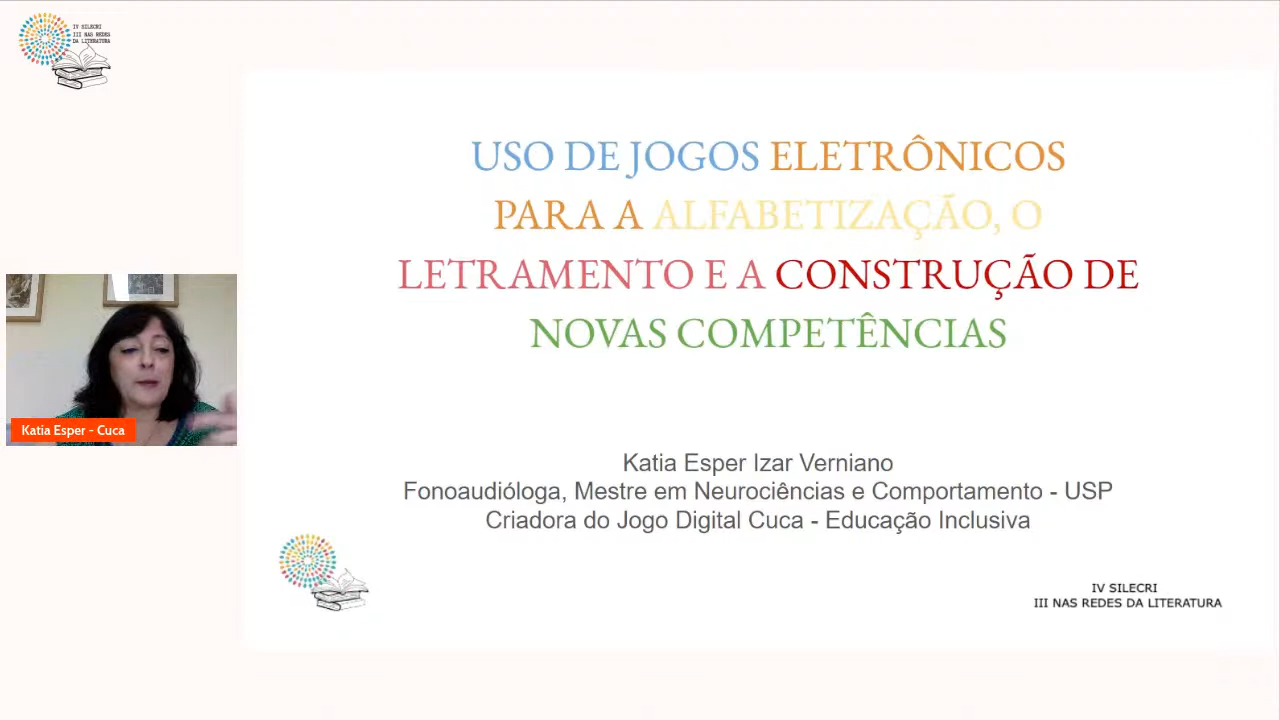 IV SILECRI
III NAS REDES
DA LITERATURA
USO DE JOGOS ELETRÔNICOS
PARA A ALFABETIZAÇÃO, O
LETRAMENTO E A CONSTRUÇÃO DE
NOVAS COMPETÊNCIAS
Katia Esper - Cuca
Katia Esper Izar Verniano
Fonoaudióloga, Mestre em Neurociências e Comportamento - USP
Criadora do Jogo Digital Cuca - Educação Inclusiva
IV SILECRI
III NAS REDES DA LITERATURA